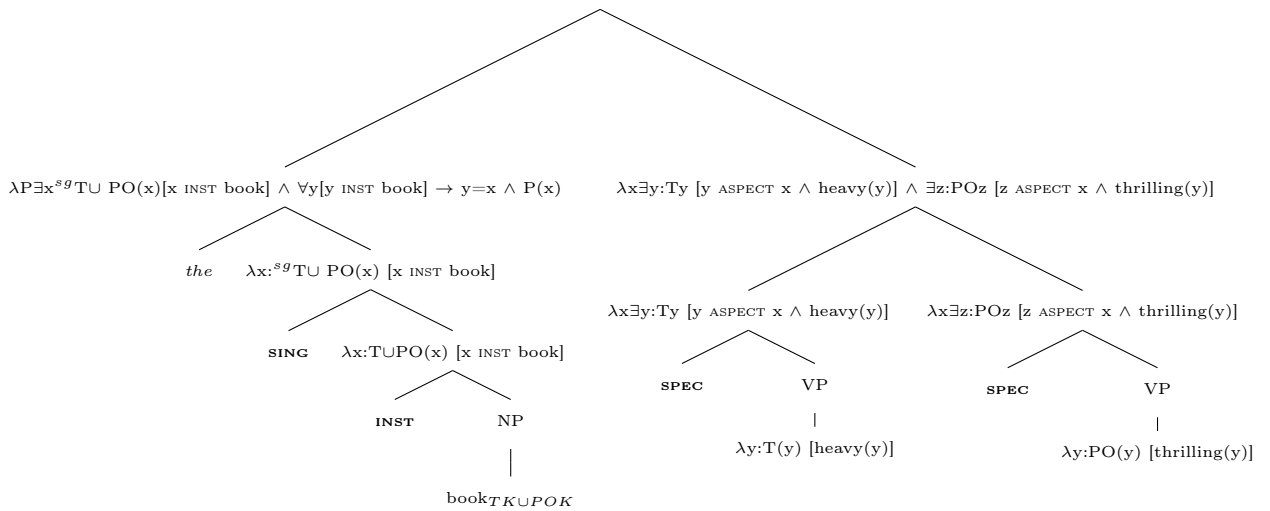 λP∃x^{sg}T∪ PO(x)[x INST book] ∧ ∀y[y INST book] → y=x ∧ P(x)
λx∃y:Ty [y ASPECT x ∧ heavy(y)] ∧ ∃z:POz [z ASPECT x ∧ thrilling(y)]
the
λx:^{sg}T∪ PO(x) [x INST book]
λx∃y:Ty [y ASPECT x ∧ heavy(y)]
λx∃z:POz [z ASPECT x ∧ thrilling(y)]
SING
λx:T∪PO(x) [x INST book]
SPEC
VP
SPEC
VP
INST
NP
λy:T(y) [heavy(y)]
λy:PO(y) [thrilling(y)]
book_{TK∪POK}